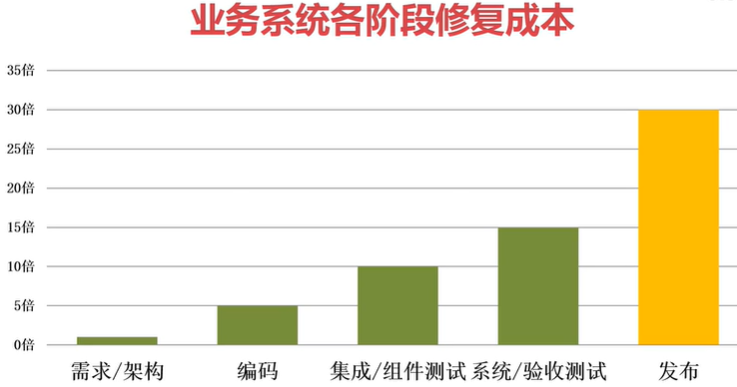 业务系统各阶段修复成本
35倍
30倍
25倍
20倍
15倍
10倍
5倍
0倍
需求/架构 编码 集成/组件测试 系统/验收测试 发布